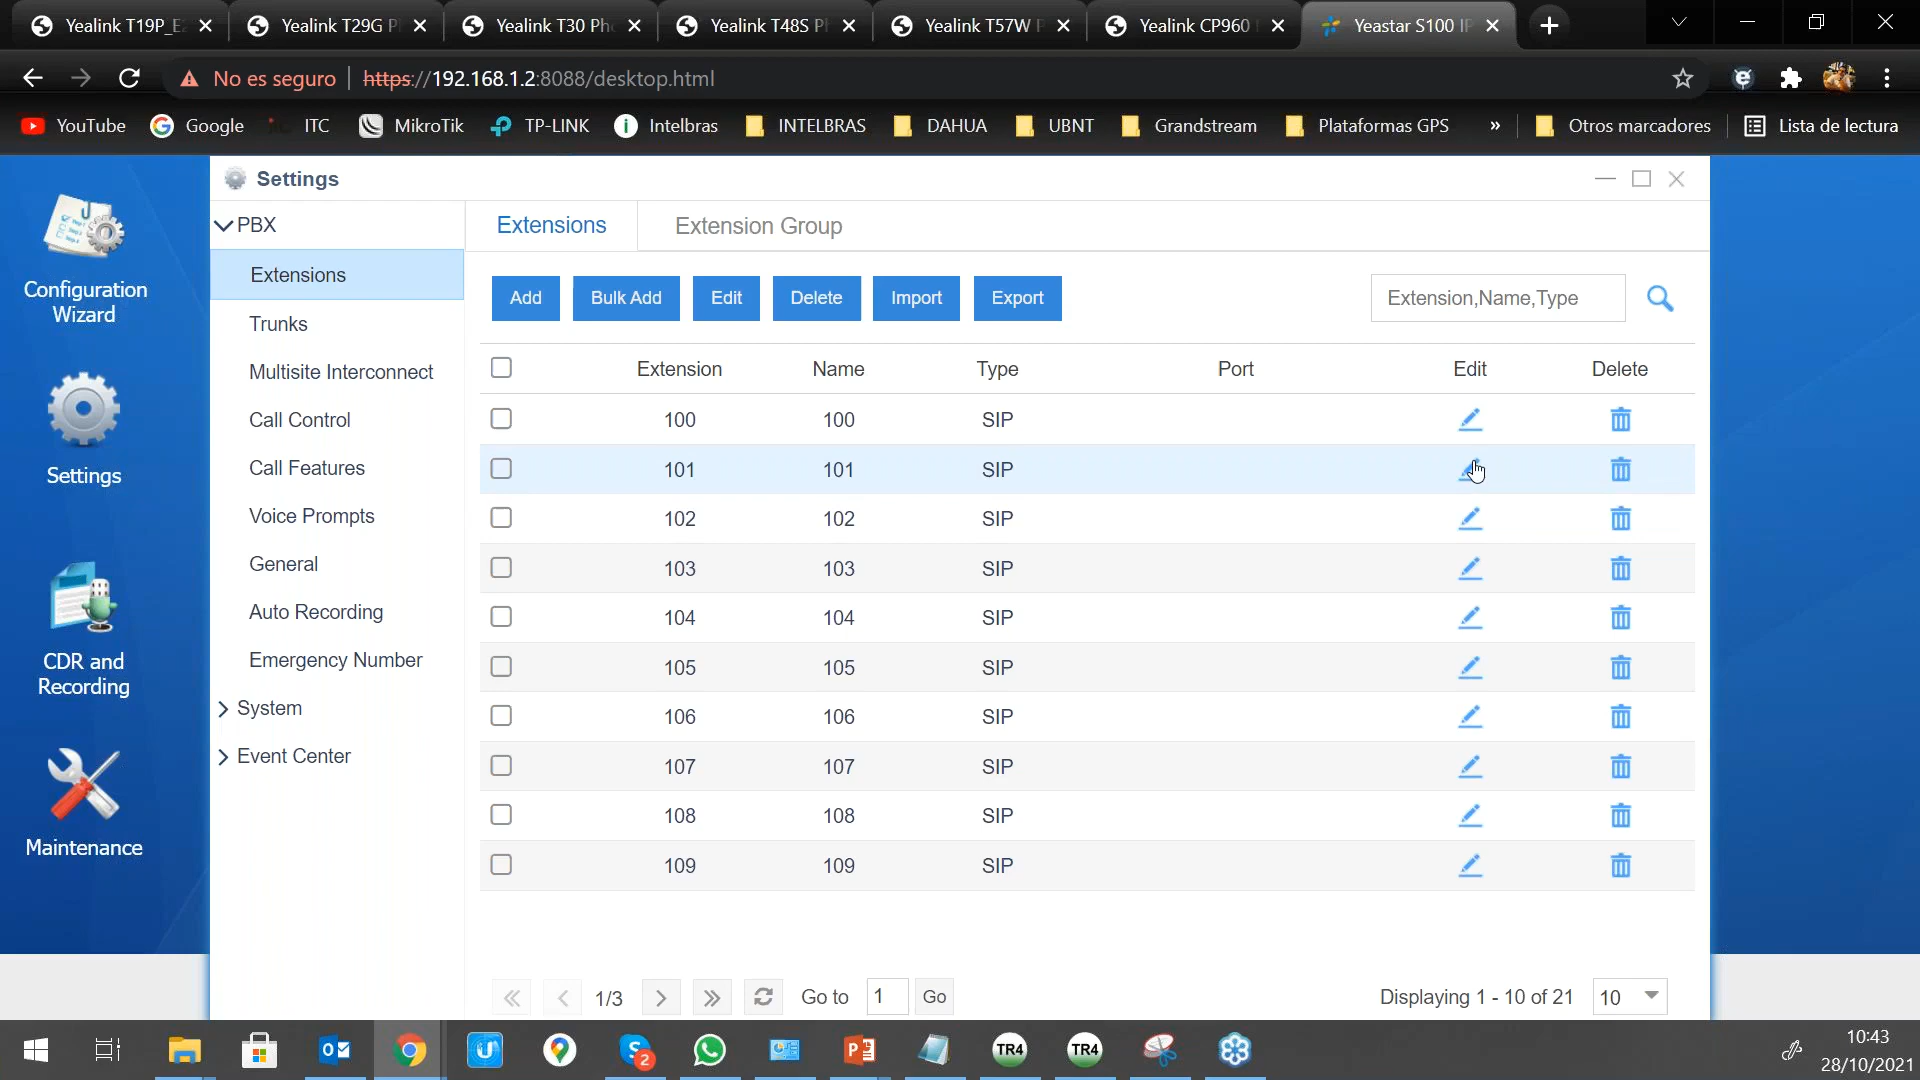 Yealink T19P_E2
Yealink T29G P
Yealink T30 Ph
Yealink T48S P
Yealink T57W P
Yealink CP960
Yeastar S100 IP
No es seguro
https://192.168.1.2:8088/desktop.html
YouTube
Google
ITC
MikroTik
TP-LINK
Intelbras
INTELBRAS
DAHUA
UBNT
Grandstream
Plataformas GPS
»
Otros marcadores
Lista de lectura
Configuration
Wizard
Settings
CDR and
Recording
Maintenance
Settings
PBX
Extensions
Trunks
Multisite Interconnect
Call Control
Call Features
Voice Prompts
General
Auto Recording
Emergency Number
System
Event Center
Extensions
Extension Group
Add
Bulk Add
Edit
Delete
Import
Export
Extension,Name,Type
Extension Name Type Port Edit Delete
100 100 SIP
101 101 SIP
102 102 SIP
103 103 SIP
104 104 SIP
105 105 SIP
106 106 SIP
107 107 SIP
108 108 SIP
109 109 SIP
1/3
Go to 1 Go
Displaying 1 - 10 of 21 10
2
TR4
TR4
10:43
28/10/2021